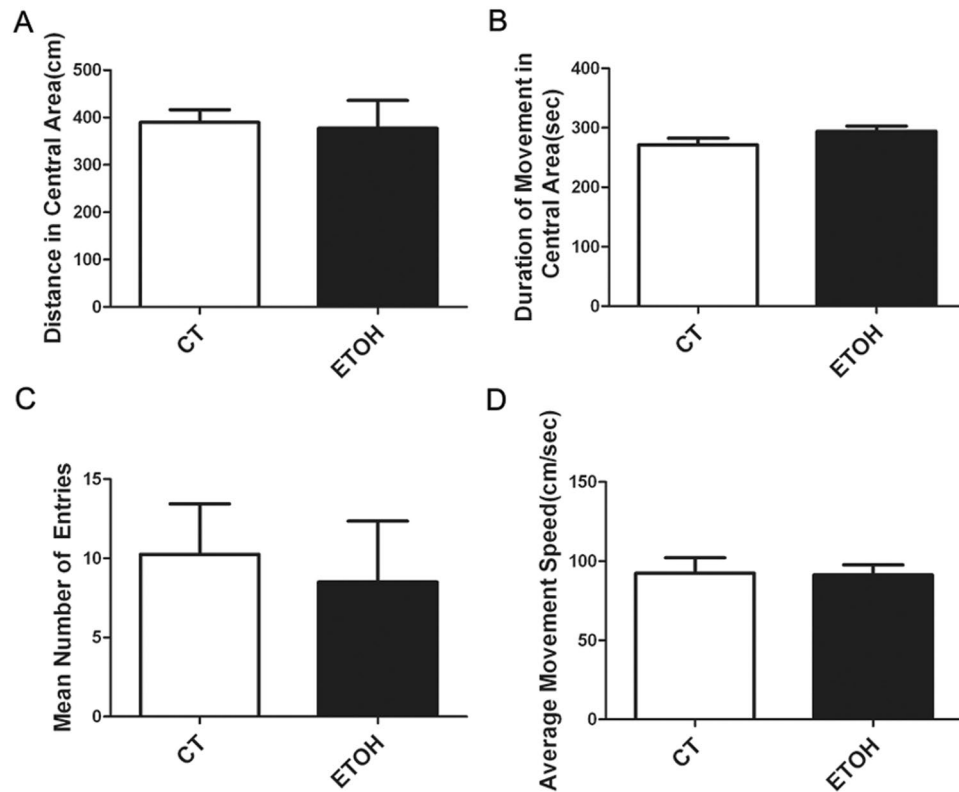 A
Distance in Central Area(cm)
500
400
300
200
100
0
CT
ETOH
B
Duration of Movement in
Central Area(sec)
400
300
200
100
0
CT
ETOH
C
Mean Number of Entries
15
10
5
0
CT
ETOH
D
Average Movement Speed(cm/sec)
150
100
50
0
CT
ETOH